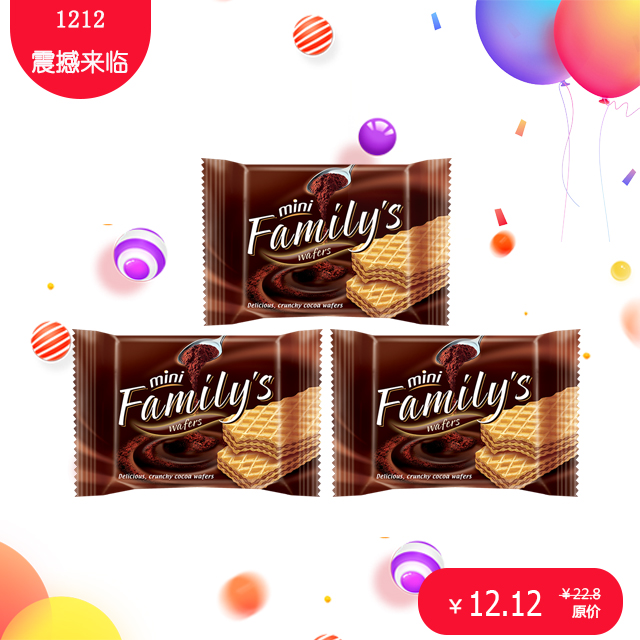 1212
震撼来临
mini
Family's
wafers
Delicious, crunchy cocoa wafers
mini
Family's
wafers
Delicious, crunchy cocoa wafers
mini
Family's
wafers
Delicious, crunchy cocoa wafers
￥12.12
￥22.8
原价